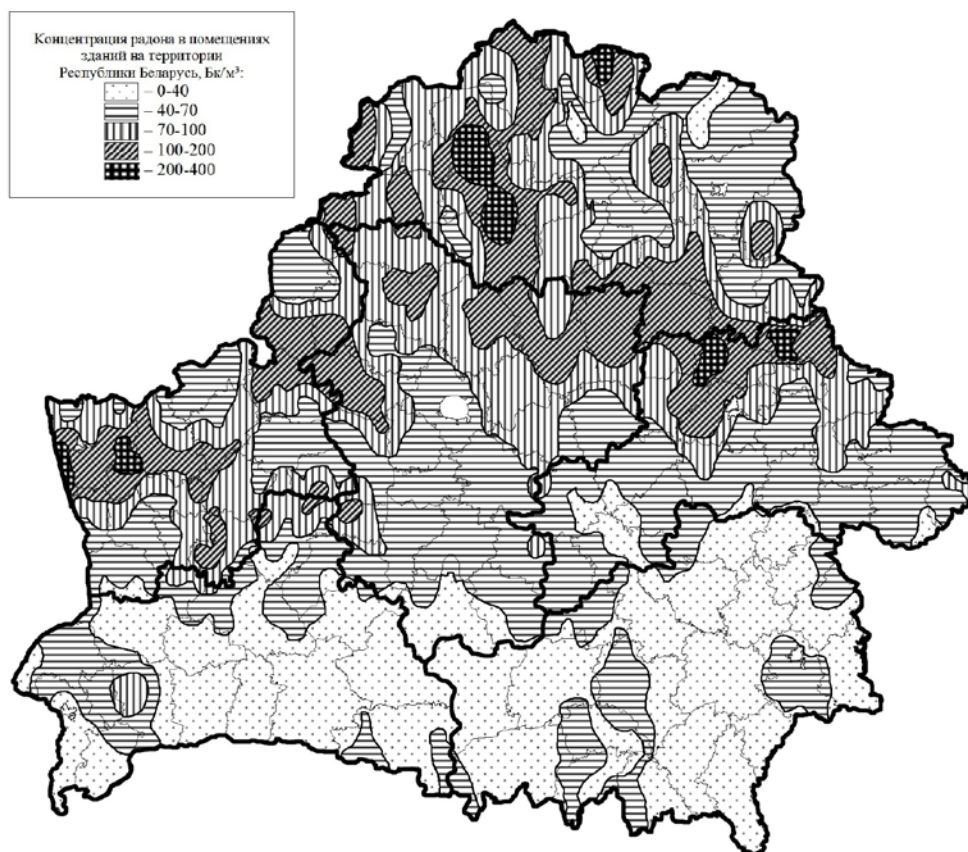 Концентрация радона в помещениях
зданий на территории
Республики Беларусь, Бк/м³:
– 0-40
– 40-70
– 70-100
– 100-200
– 200-400